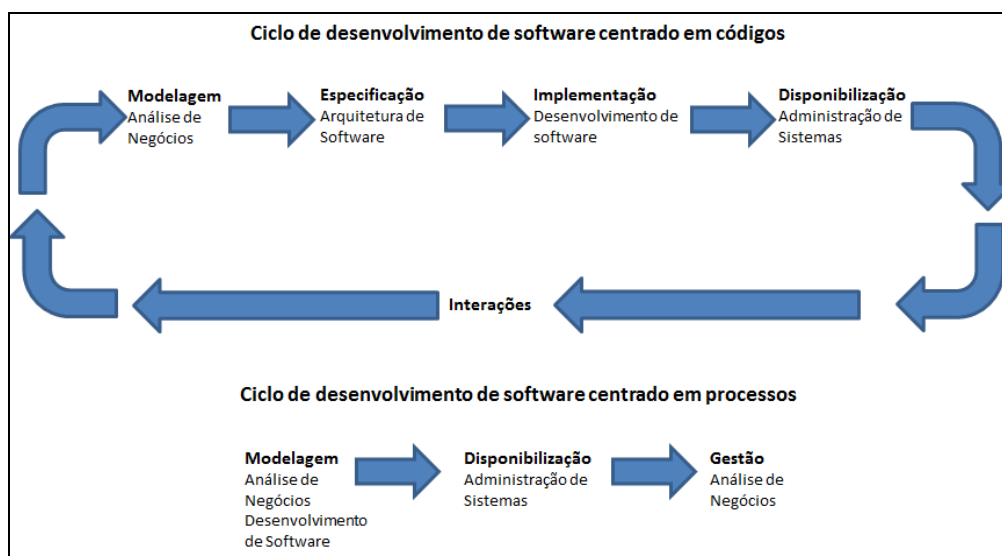 Ciclo de desenvolvimento de software centrado em códigos
Modelagem
Análise de
Negócios
Especificação
Arquitetura de
Software
Implementação
Desenvolvimento de
software
Disponibilização
Administração de
Sistemas
Interações
Ciclo de desenvolvimento de software centrado em processos
Modelagem
Análise de
Negócios
Desenvolvimento
de Software
Disponibilização
Administração de
Sistemas
Gestão
Análise de
Negócios